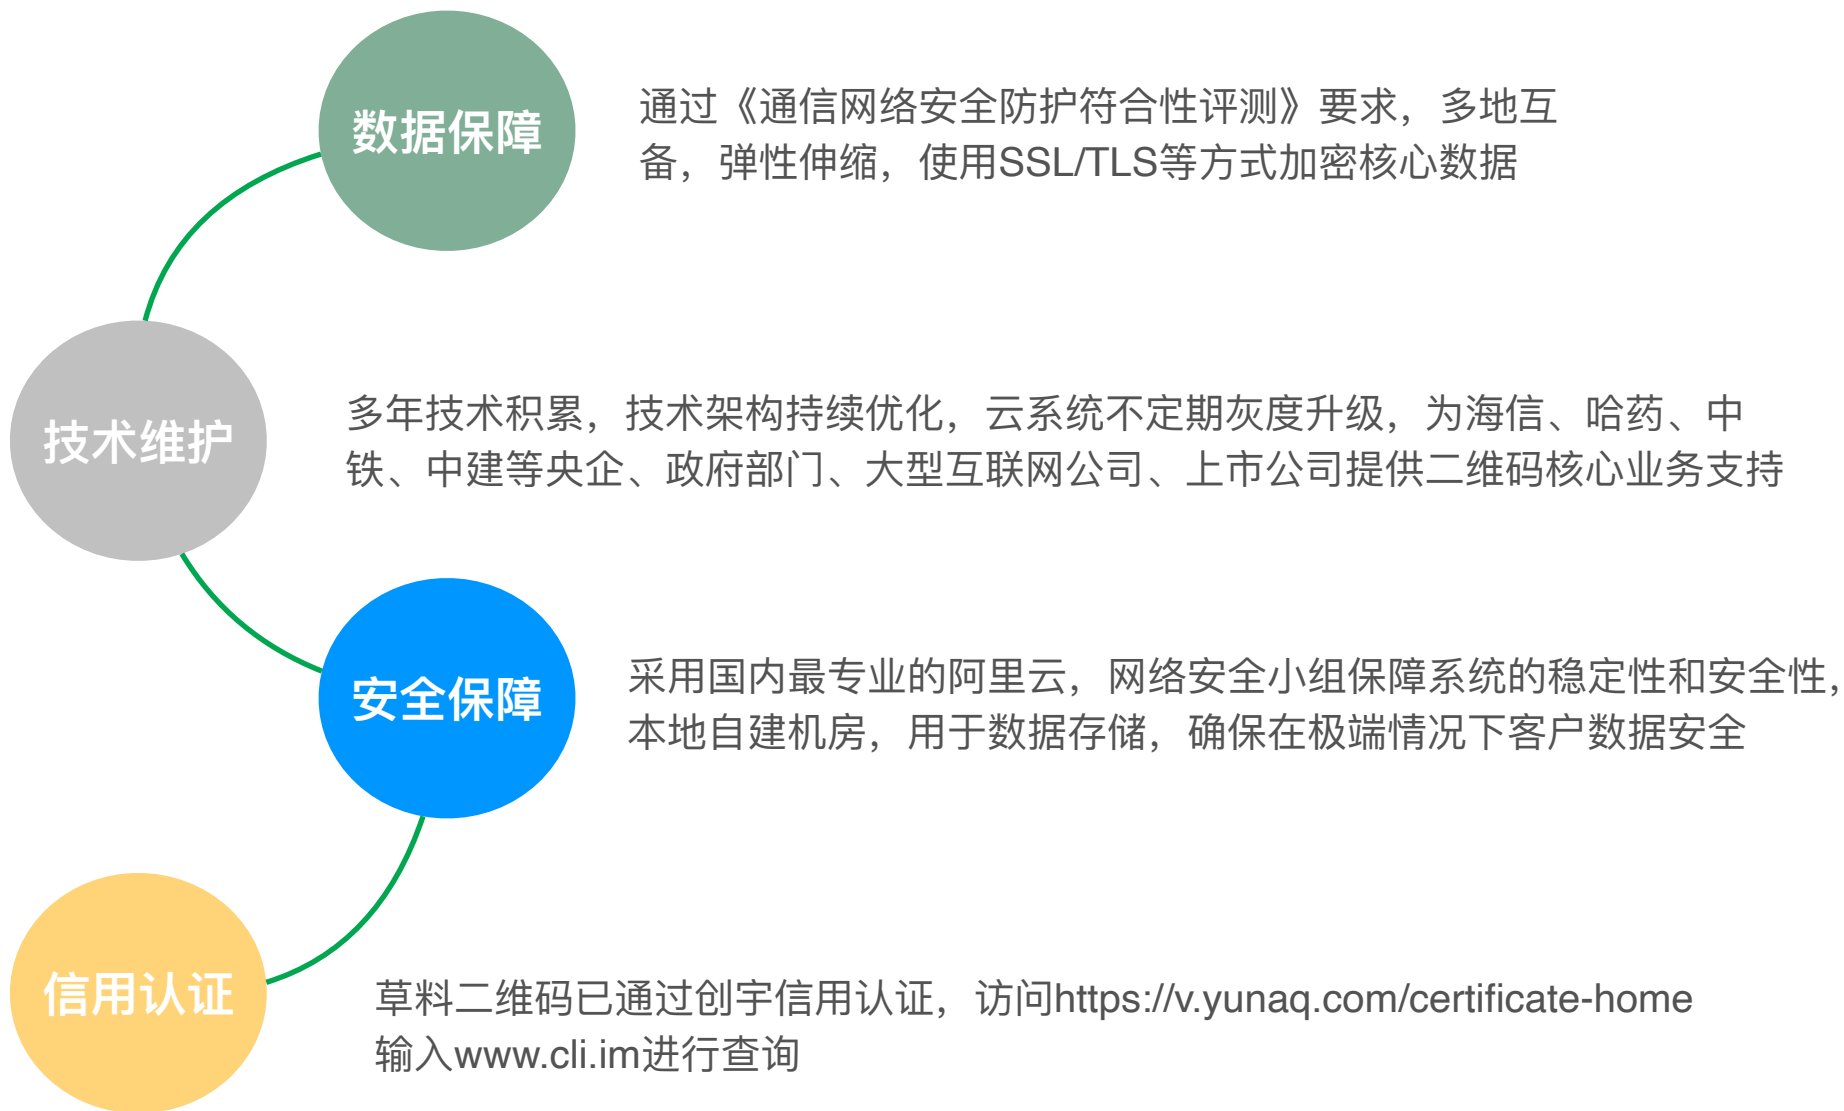 数据保障
通过《通信网络安全防护符合性评测》要求，多地互
备，弹性伸缩，使用SSL/TLS等方式加密核心数据
技术维护
多年技术积累，技术架构持续优化，云系统不定期灰度升级，为海信、哈药、中
铁、中建等央企、政府部门、大型互联网公司、上市公司提供二维码核心业务支持
安全保障
采用国内最专业的阿里云，网络安全小组保障系统的稳定性和安全性，
本地自建机房，用于数据存储，确保在极端情况下客户数据安全
信用认证
草料二维码已通过创宇信用认证，访问https://v.yunaq.com/certificate-home
输入www.cli.im进行查询